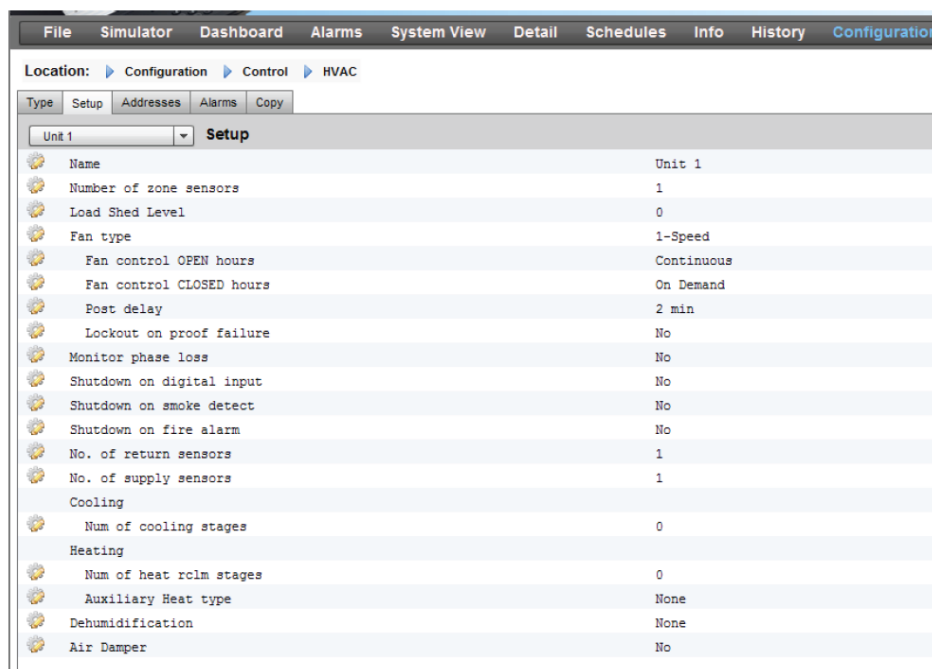 File Simulator Dashboard Alarms System View Detail Schedules Info History Configuration
Location: Configuration Control HVAC
Type Setup Addresses Alarms Copy
Unit 1 Setup
Name Unit 1
Number of zone sensors 1
Load Shed Level 0
Fan type 1-Speed
Fan control OPEN hours Continuous
Fan control CLOSED hours On Demand
Post delay 2 min
Lockout on proof failure No
Monitor phase loss No
Shutdown on digital input No
Shutdown on smoke detect No
Shutdown on fire alarm No
No. of return sensors 1
No. of supply sensors 1
Cooling
Num of cooling stages 0
Heating
Num of heat rclm stages 0
Auxiliary Heat type None
Dehumidification None
Air Damper No